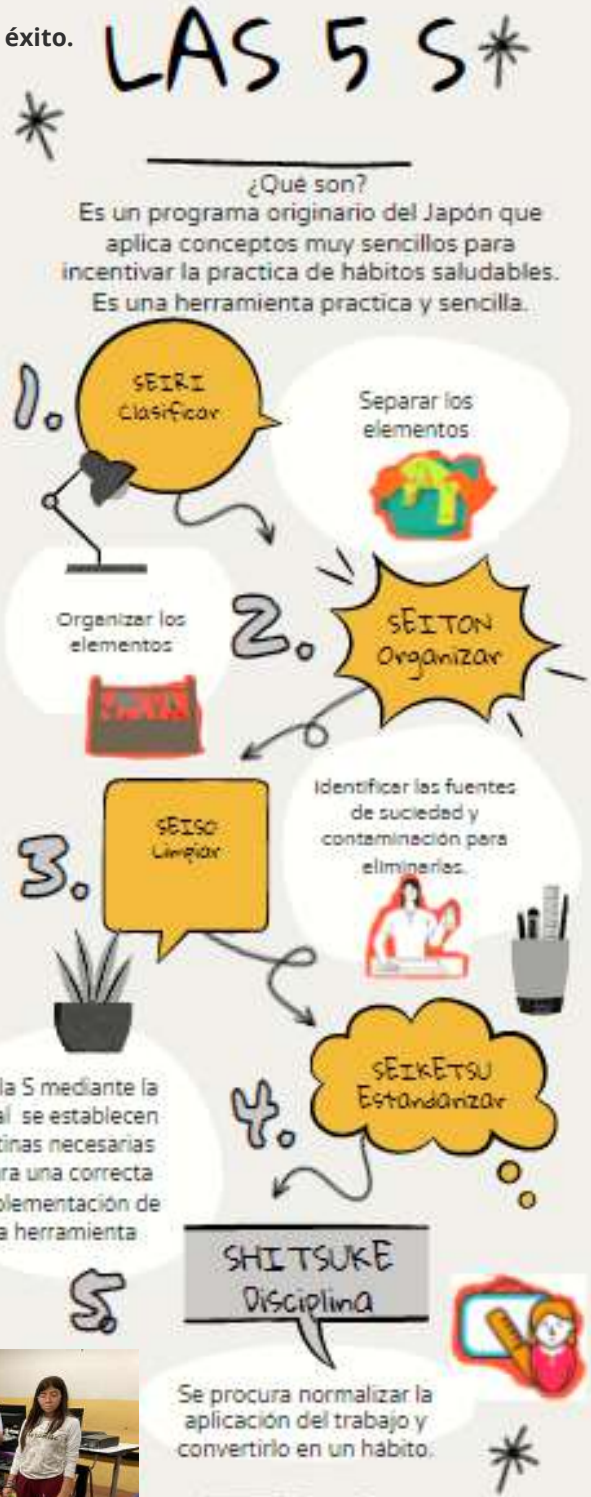 éxito.
LAS 5 S
¿Qué son?
Es un programa originario del Japón que
aplica conceptos muy sencillos para
incentivar la practica de hábitos saludables.
Es una herramienta practica y sencilla.
1.
SEIRI
Clasificar
Separar los
elementos
2.
SEITON
Organizar
Organizar los
elementos
3.
SEISO
Limpiar
Identificar las fuentes
de suciedad y
contaminación para
eliminarlas.
4.
SEIKETSU
Estandarizar
la S mediante la
se establecen
necesarias
una correcta
de
herramienta
5.
SHITSUKE
Disciplina
Se procura normalizar la
aplicación del trabajo y
convertirlo en un hábito.